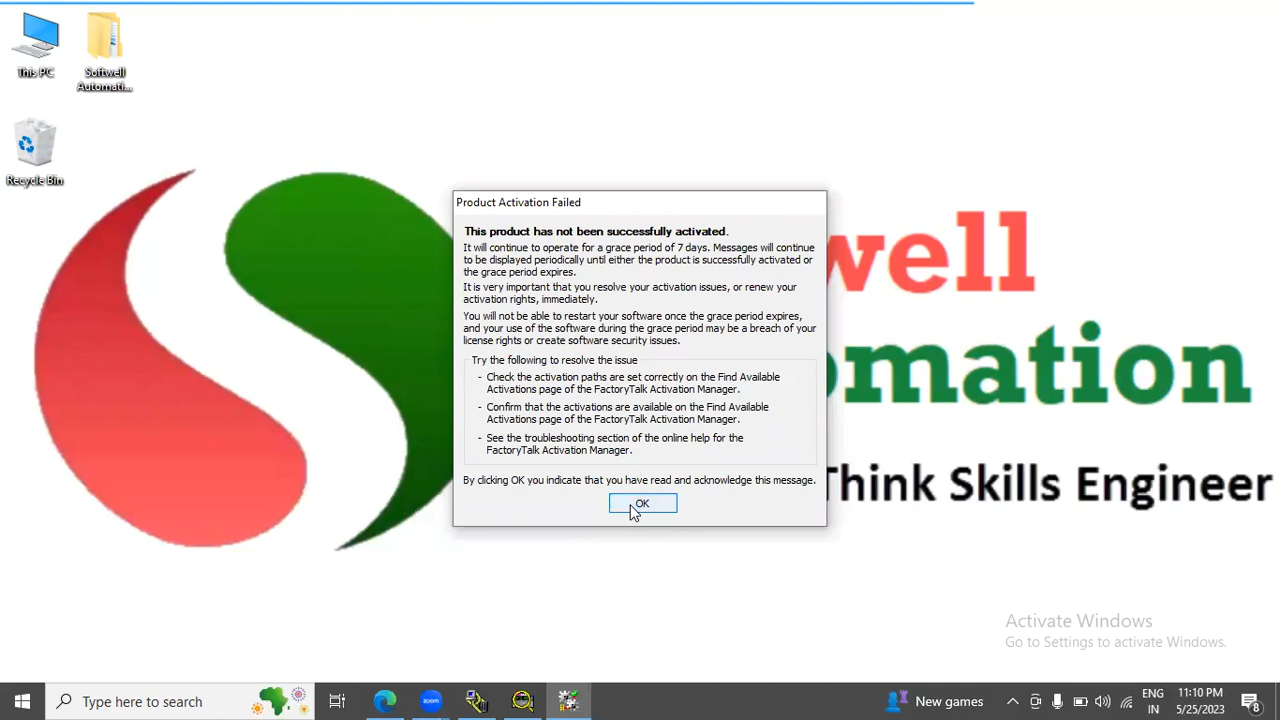 This PC
Softwell
Automati...
Recycle Bin
well
omation
Think Skills Engineer
Product Activation Failed
This product has not been successfully activated.
It will continue to operate for a grace period of 7 days. Messages will continue
to be displayed periodically until either the product is successfully activated or
the grace period expires.
It is very important that you resolve your activation issues, or renew your
activation rights, immediately.
You will not be able to restart your software once the grace period expires,
and your use of the software during the grace period may be a breach of your
license rights or create software security issues.
Try the following to resolve the issue
- Check the activation paths are set correctly on the Find Available
Activations page of the FactoryTalk Activation Manager.
- Confirm that the activations are available on the Find Available
Activations page of the FactoryTalk Activation Manager.
- See the troubleshooting section of the online help for the
FactoryTalk Activation Manager.
By clicking OK you indicate that you have read and acknowledge this message.
OK
Activate Windows
Go to Settings to activate Windows.
Type here to search
zoom
New games
ENG
IN
11:10 PM
5/25/2023
8